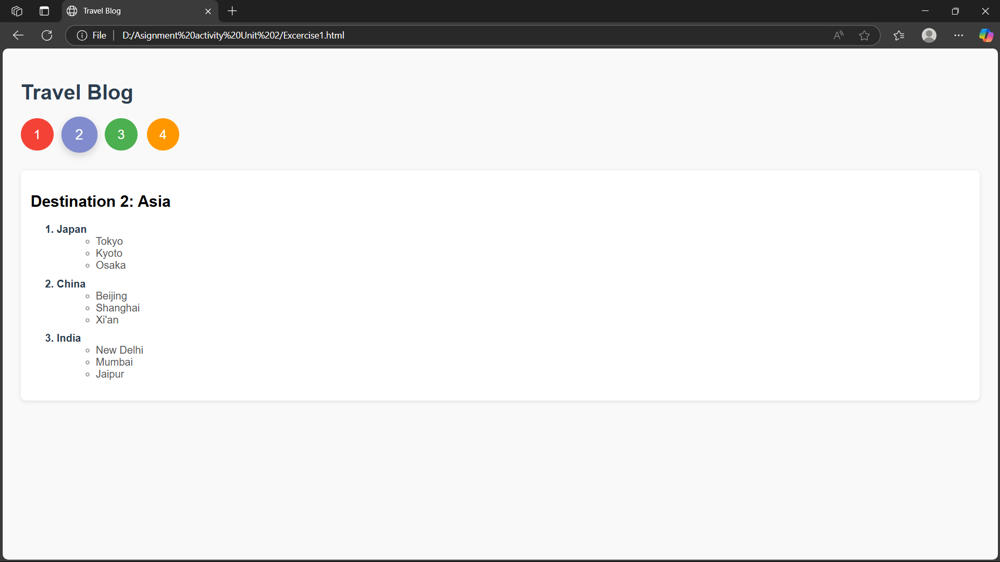 Travel Blog
File D:/Asignment%20activity%20Unit%202/Excercise1.html
Travel Blog
1 2 3 4
Destination 2: Asia
1. Japan
Tokyo
Kyoto
Osaka
2. China
Beijing
Shanghai
Xi'an
3. India
New Delhi
Mumbai
Jaipur